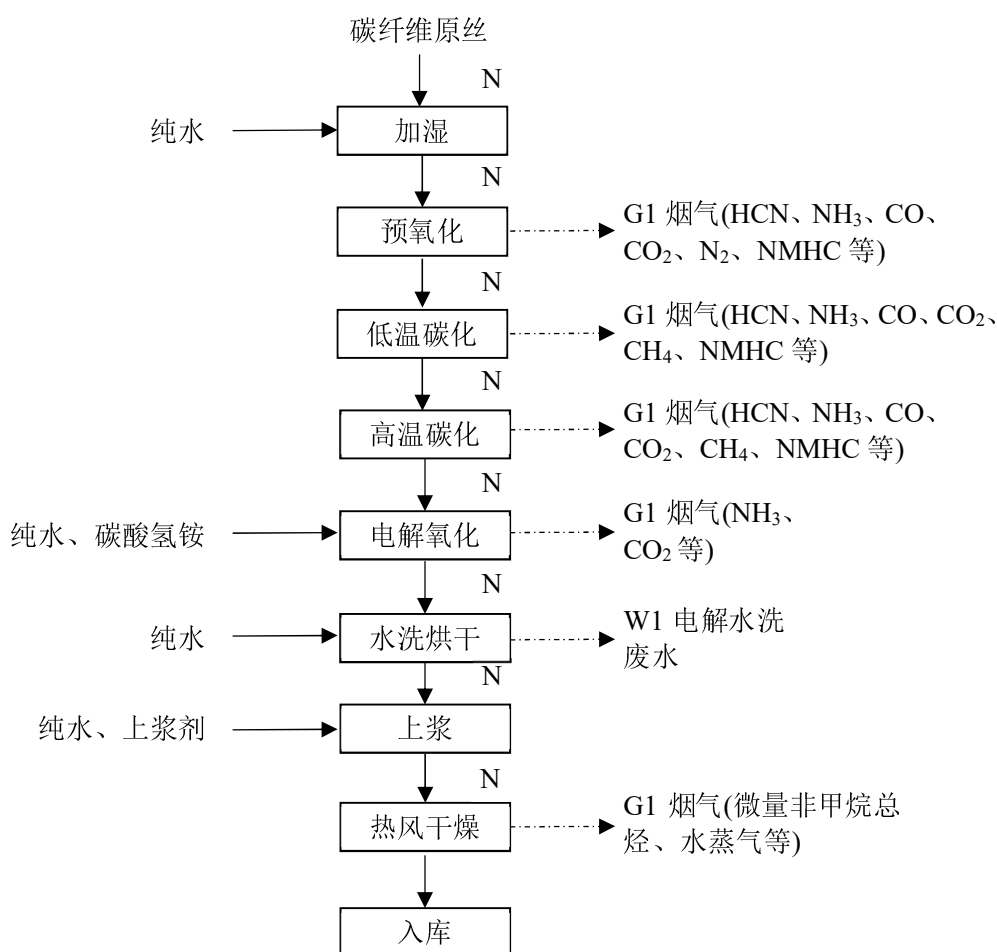 碳纤维原丝
N
纯水
加湿
N
预氧化
G1 烟气(HCN、NH₃、CO、
CO₂、N₂、NMHC 等)
N
低温碳化
G1 烟气(HCN、NH₃、CO、CO₂、
CH₄、NMHC 等)
N
高温碳化
G1 烟气(HCN、NH₃、CO、
CO₂、CH₄、NMHC 等)
N
纯水、碳酸氢铵
电解氧化
G1 烟气(NH₃、
CO₂ 等)
N
纯水
水洗烘干
W1 电解水洗
废水
N
纯水、上浆剂
上浆
N
热风干燥
G1 烟气(微量非甲烷总
烃、水蒸气等)
入库